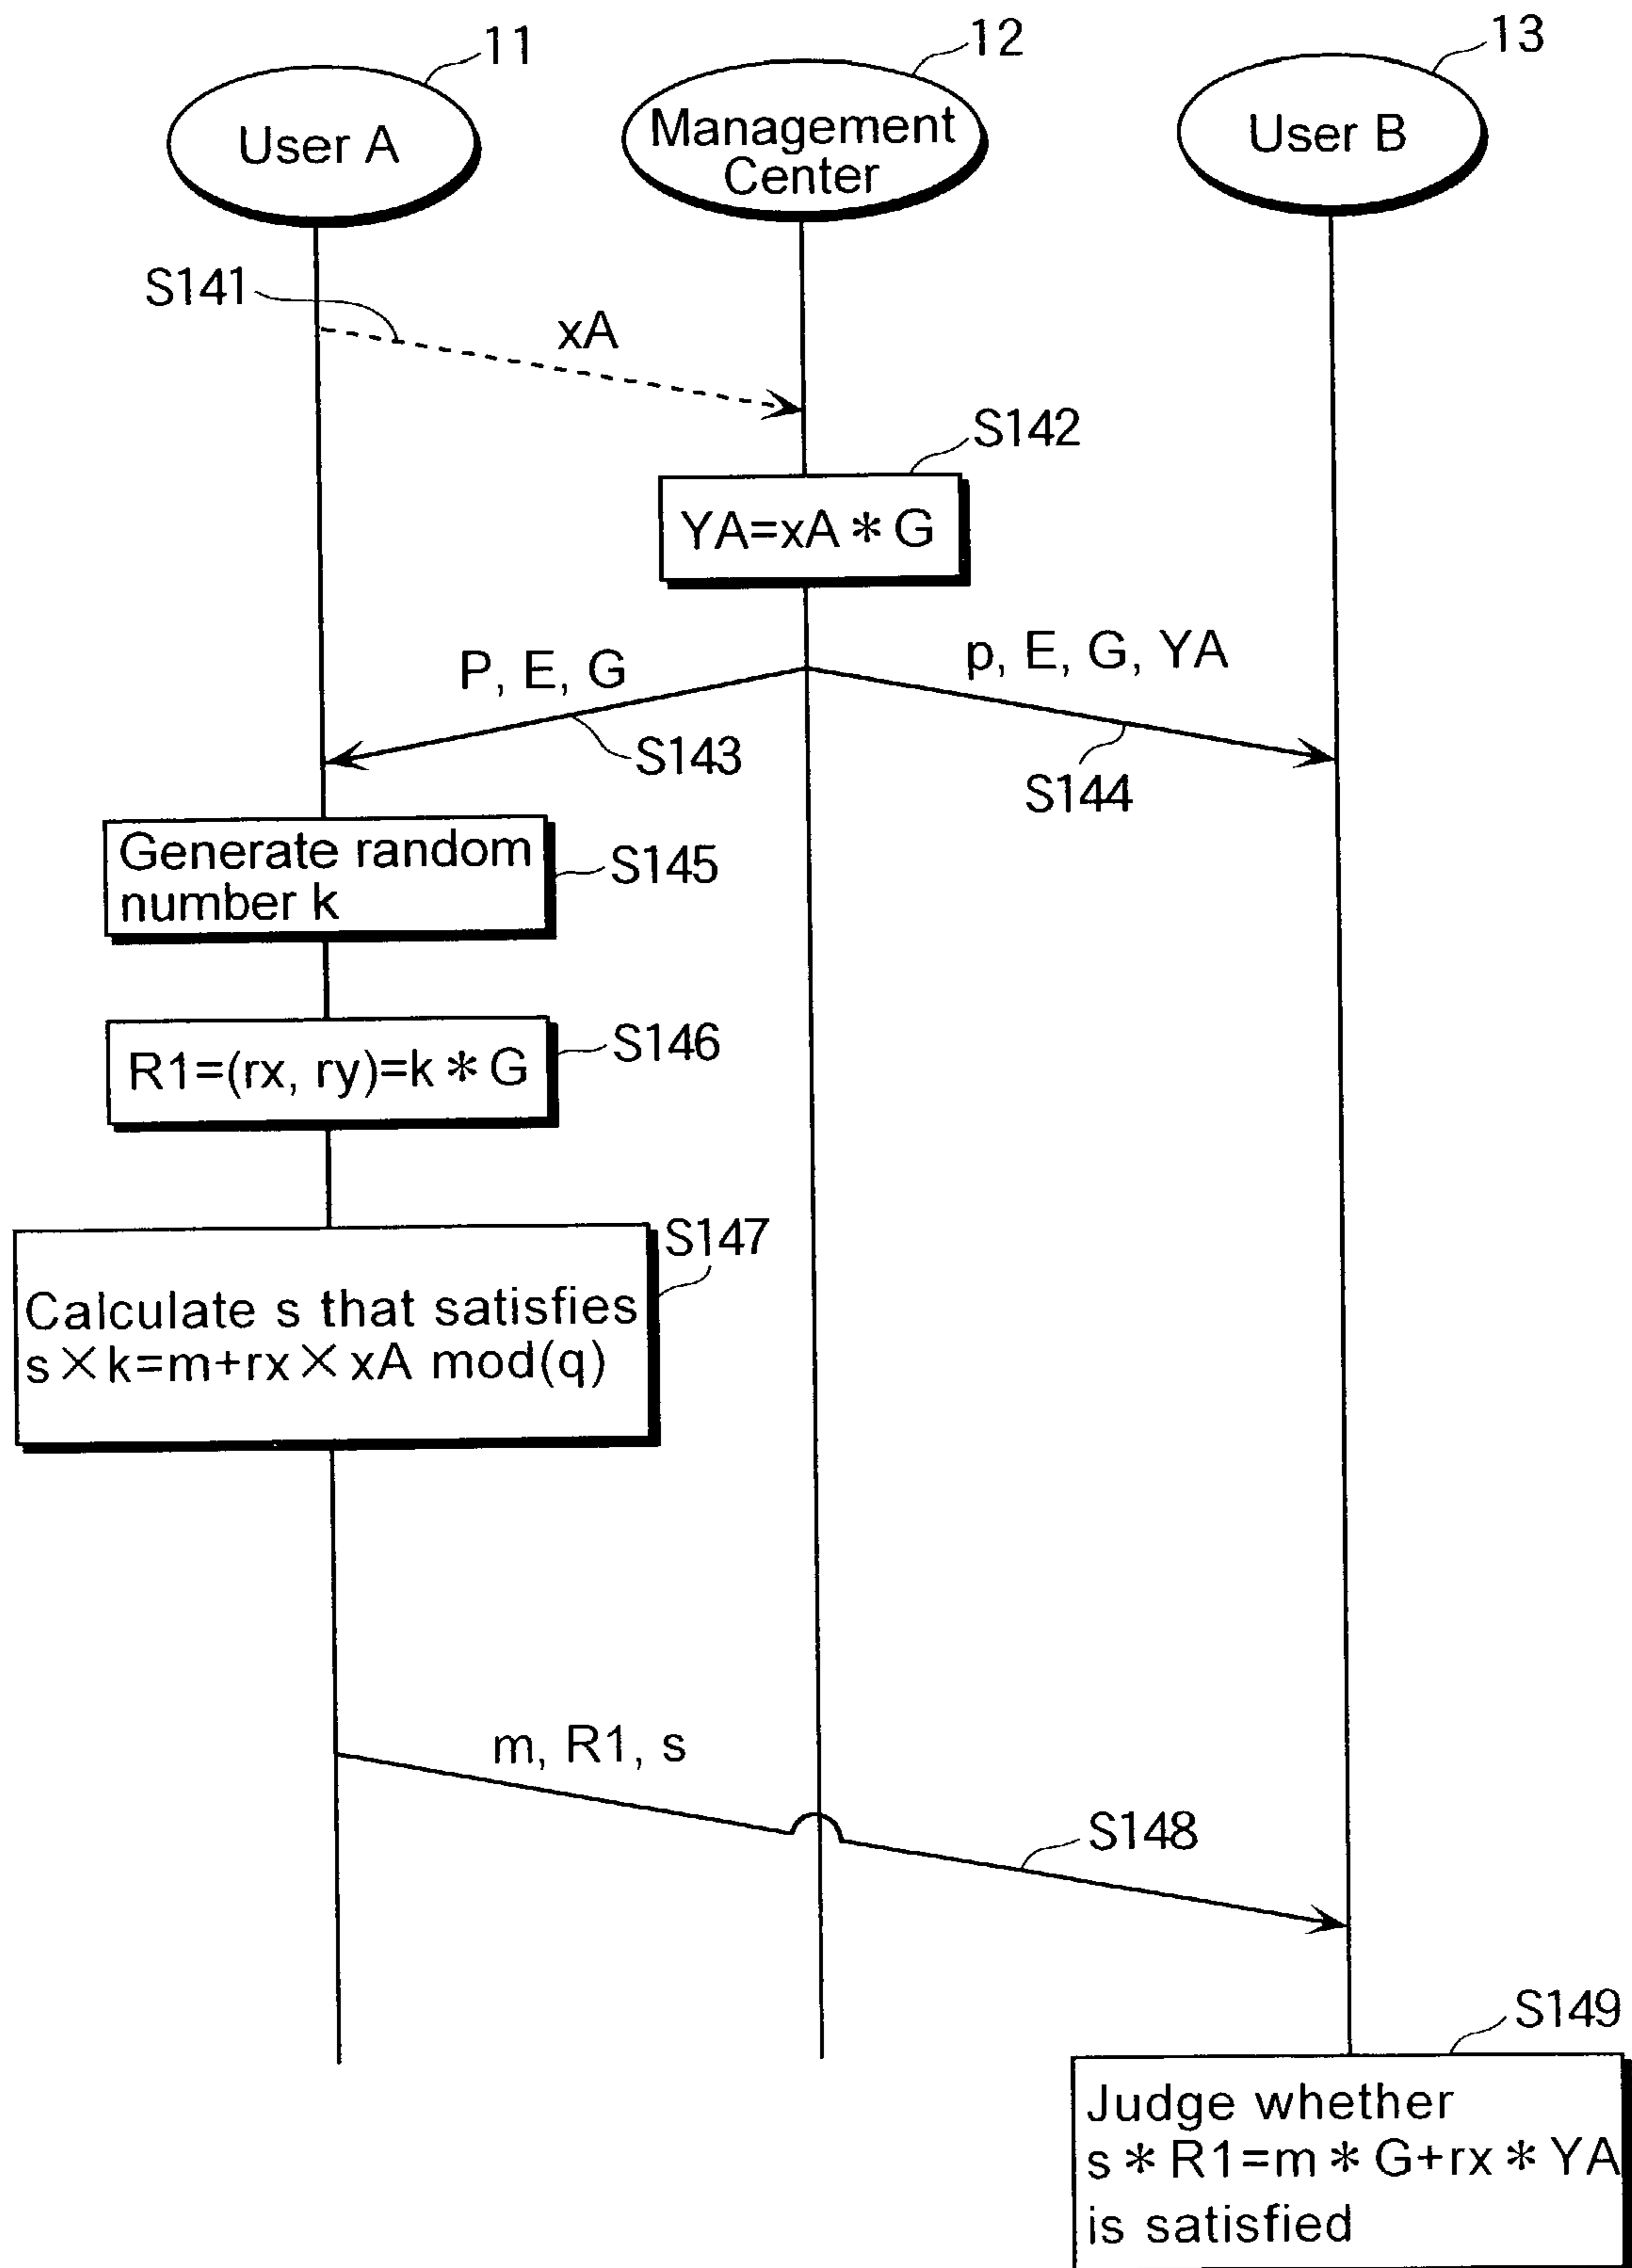 11
12
13
User A
Management
Center
User B
S141
xA
S142
YA=xA＊G
P, E, G
p, E, G, YA
S143
S144
Generate random
number k
S145
R1=(rx, ry)=k＊G
S146
S147
Calculate s that satisfies
s×k=m+rx×xA mod(q)
m, R1, s
S148
S149
Judge whether
s＊R1=m＊G+rx＊YA
is satisfied